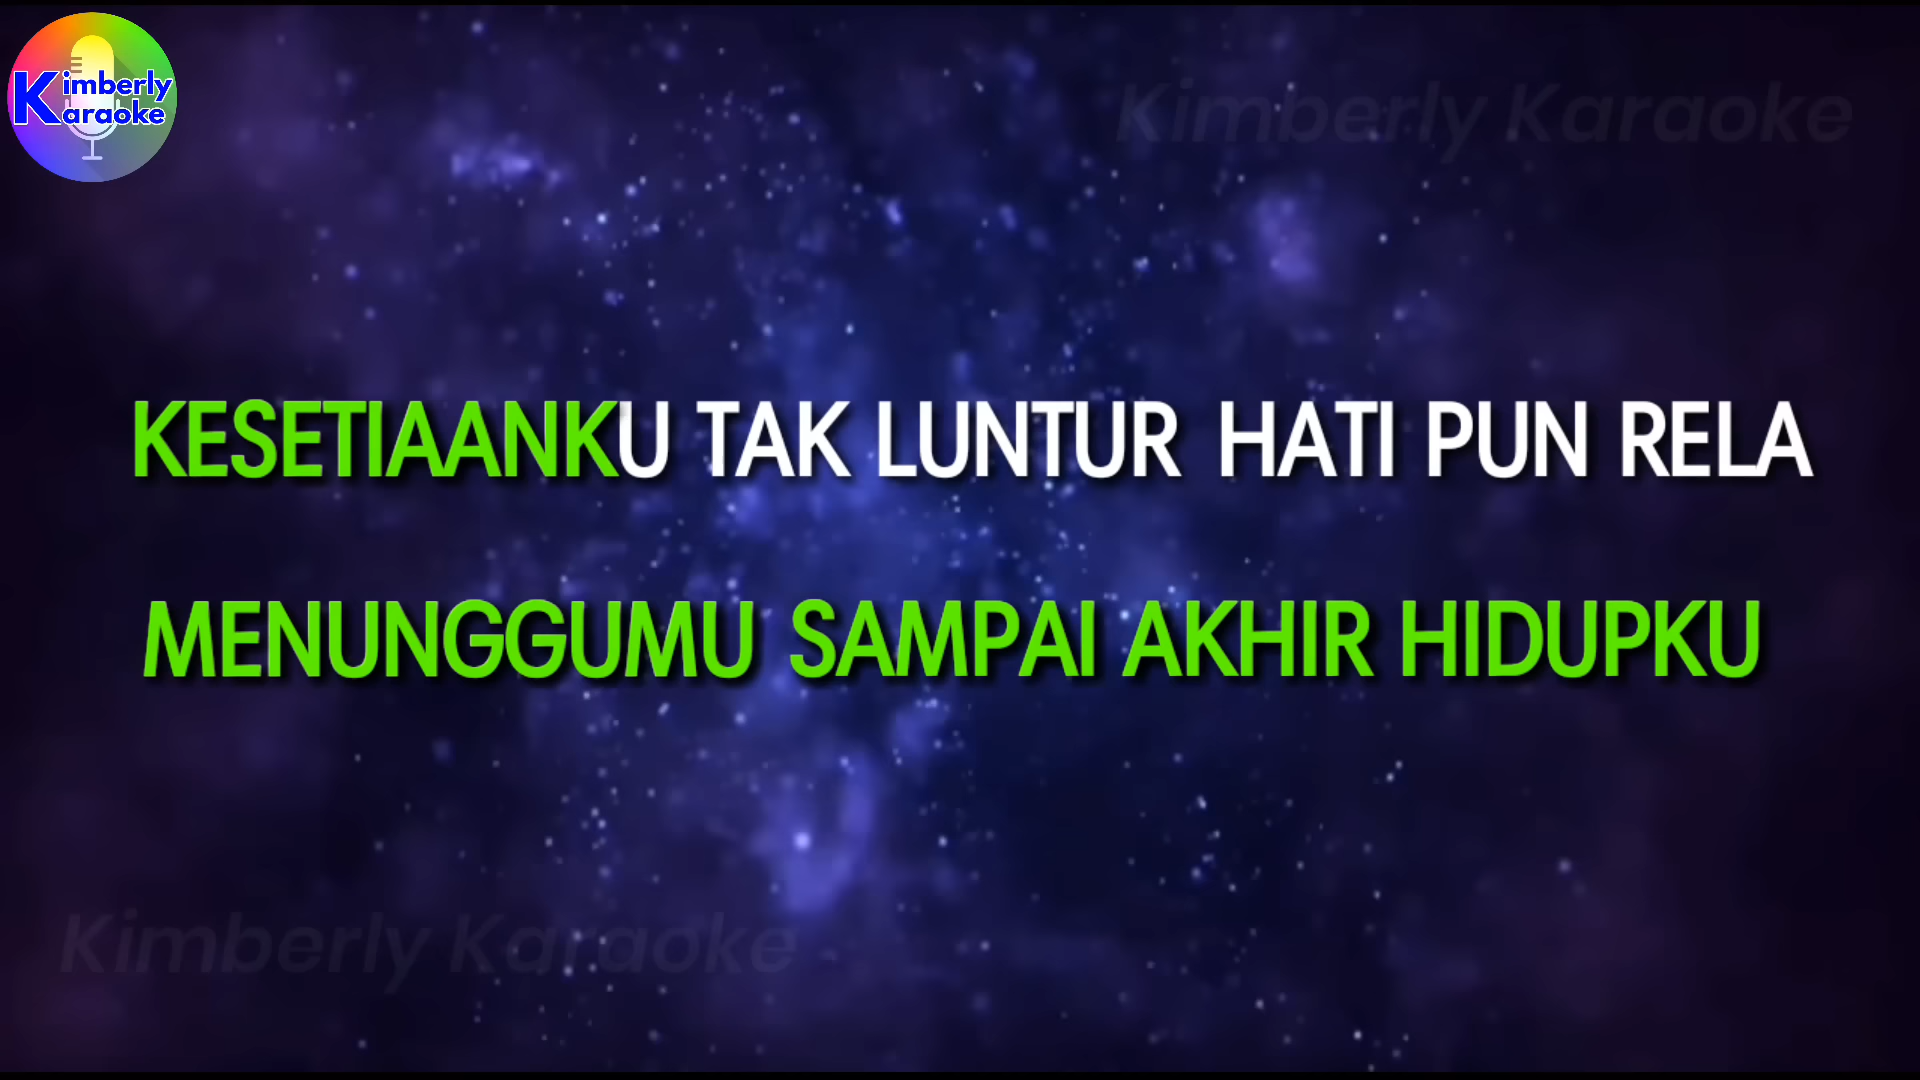 Kimberly
Karaoke
Kimberly Karaoke
KESETIAANKU TAK LUNTUR HATI PUN RELA
MENUNGGUMU SAMPAI AKHIR HIDUPKU
Kimberly Karaoke